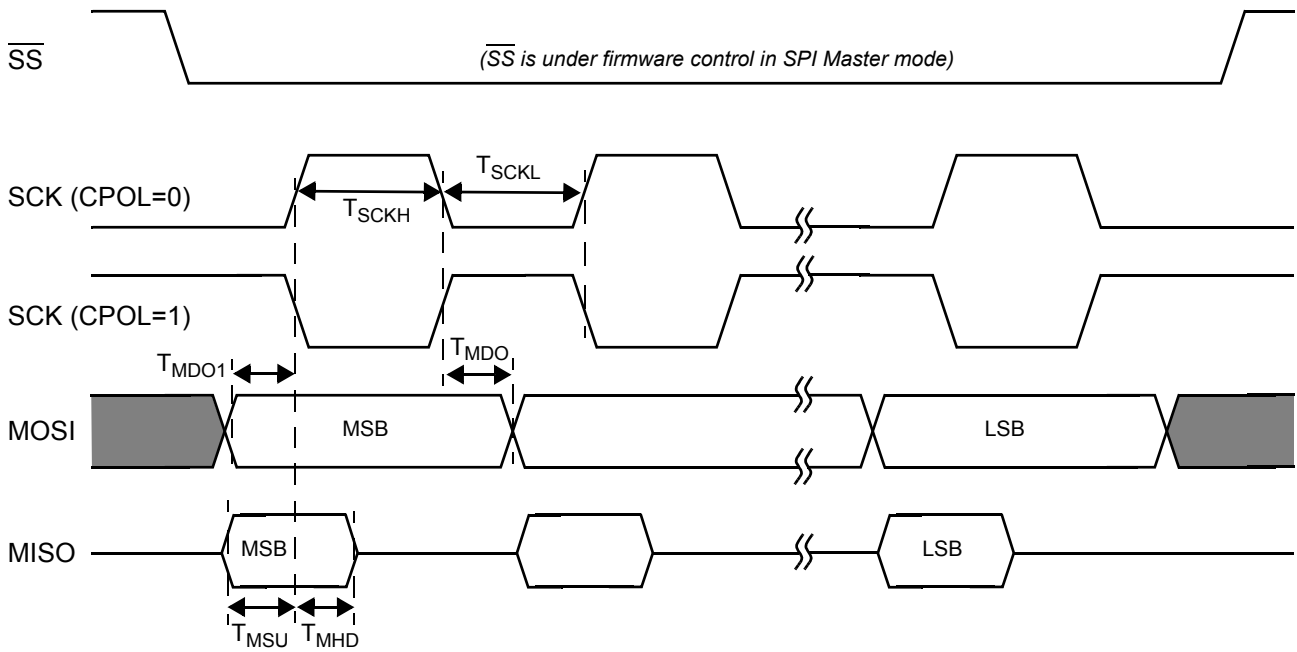 SS
(SS is under firmware control in SPI Master mode)
SCK (CPOL=0)
TSCKH
TSCKL
SCK (CPOL=1)
TMDO1
TMDO
MOSI
MSB
LSB
MISO
MSB
LSB
TMSU
TMHD